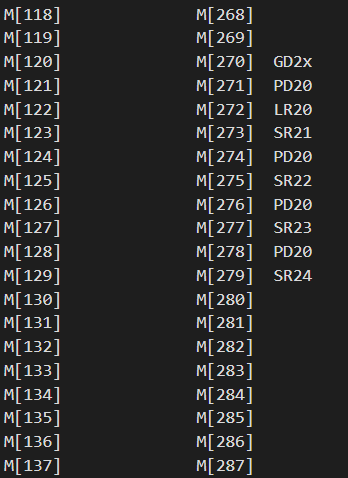 M[118] M[268]
M[119] M[269]
M[120] M[270] GD2x
M[121] M[271] PD20
M[122] M[272] LR20
M[123] M[273] SR21
M[124] M[274] PD20
M[125] M[275] SR22
M[126] M[276] PD20
M[127] M[277] SR23
M[128] M[278] PD20
M[129] M[279] SR24
M[130] M[280]
M[131] M[281]
M[132] M[282]
M[133] M[283]
M[134] M[284]
M[135] M[285]
M[136] M[286]
M[137] M[287]